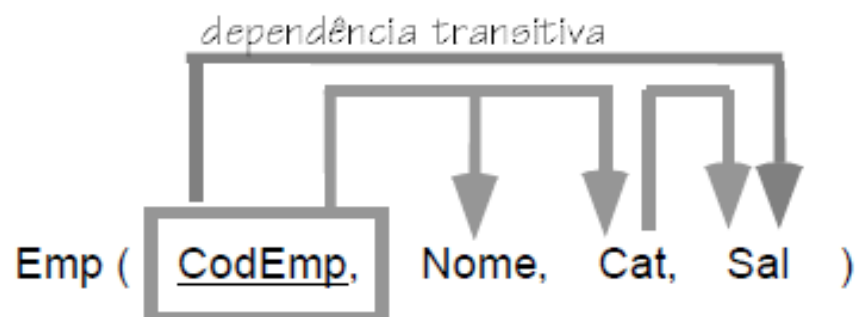 dependência transitiva
Emp ( CodEmp, Nome, Cat, Sal )